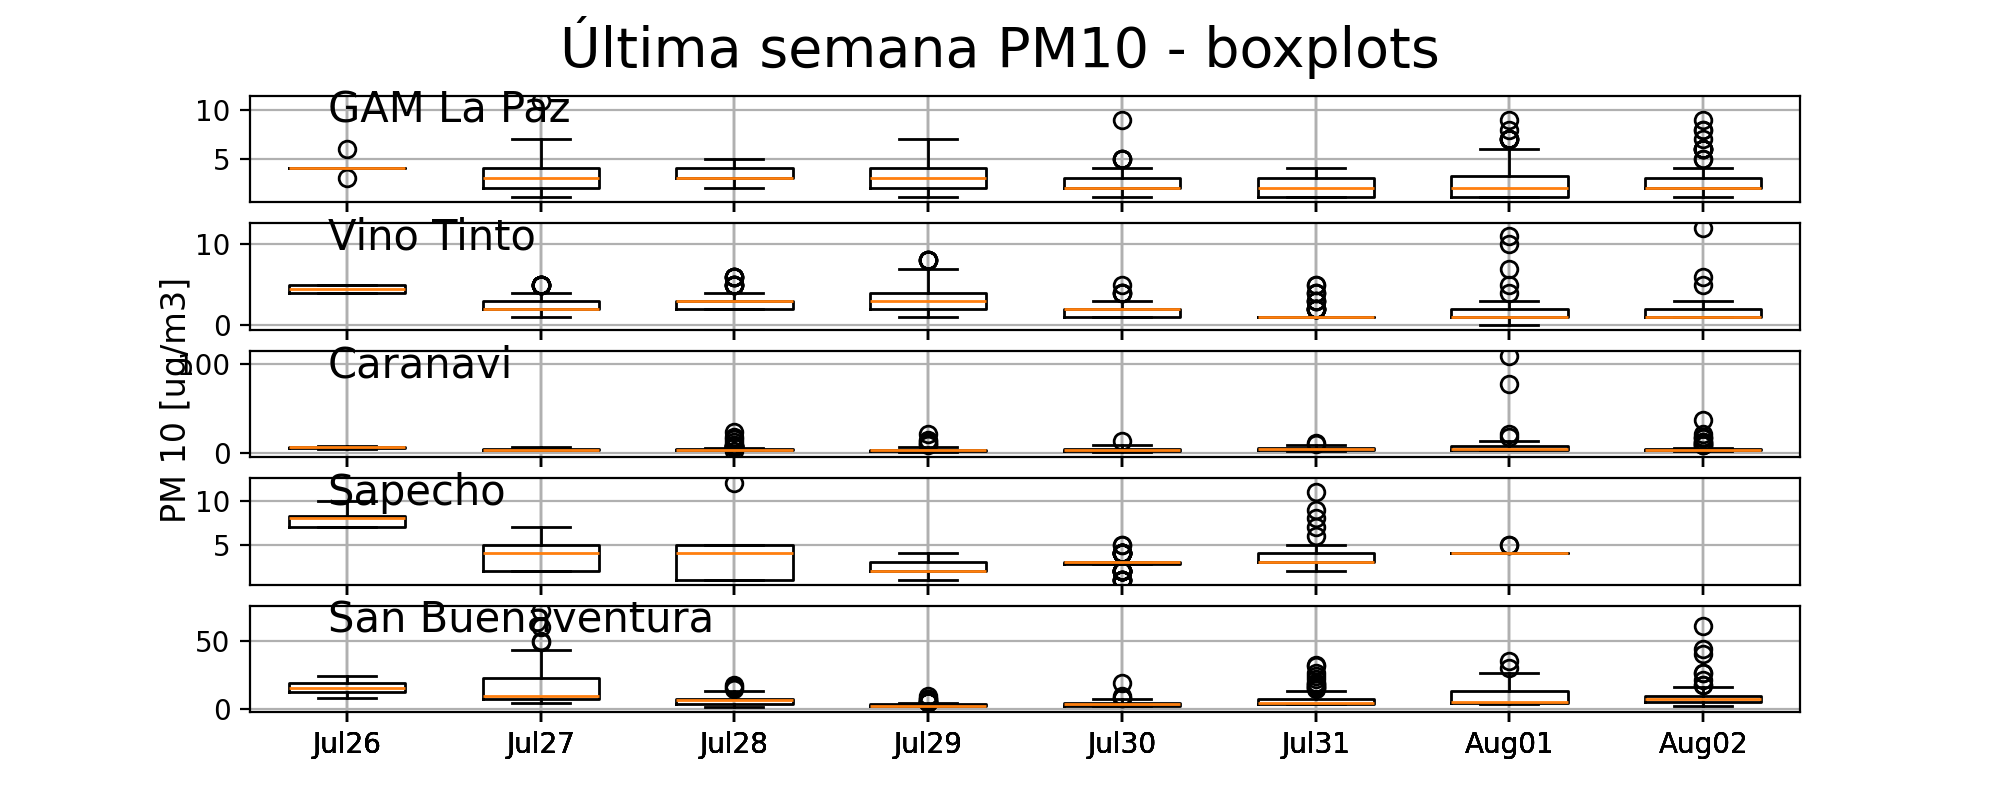 Última semana PM10 - boxplots
GAM La Paz
10
5
Vino Tinto
10
0
PM 10 [ug/m3]
Caranavi
100
0
Sapecho
10
5
San Buenaventura
50
0
Jul26 Jul27 Jul28 Jul29 Jul30 Jul31 Aug01 Aug02